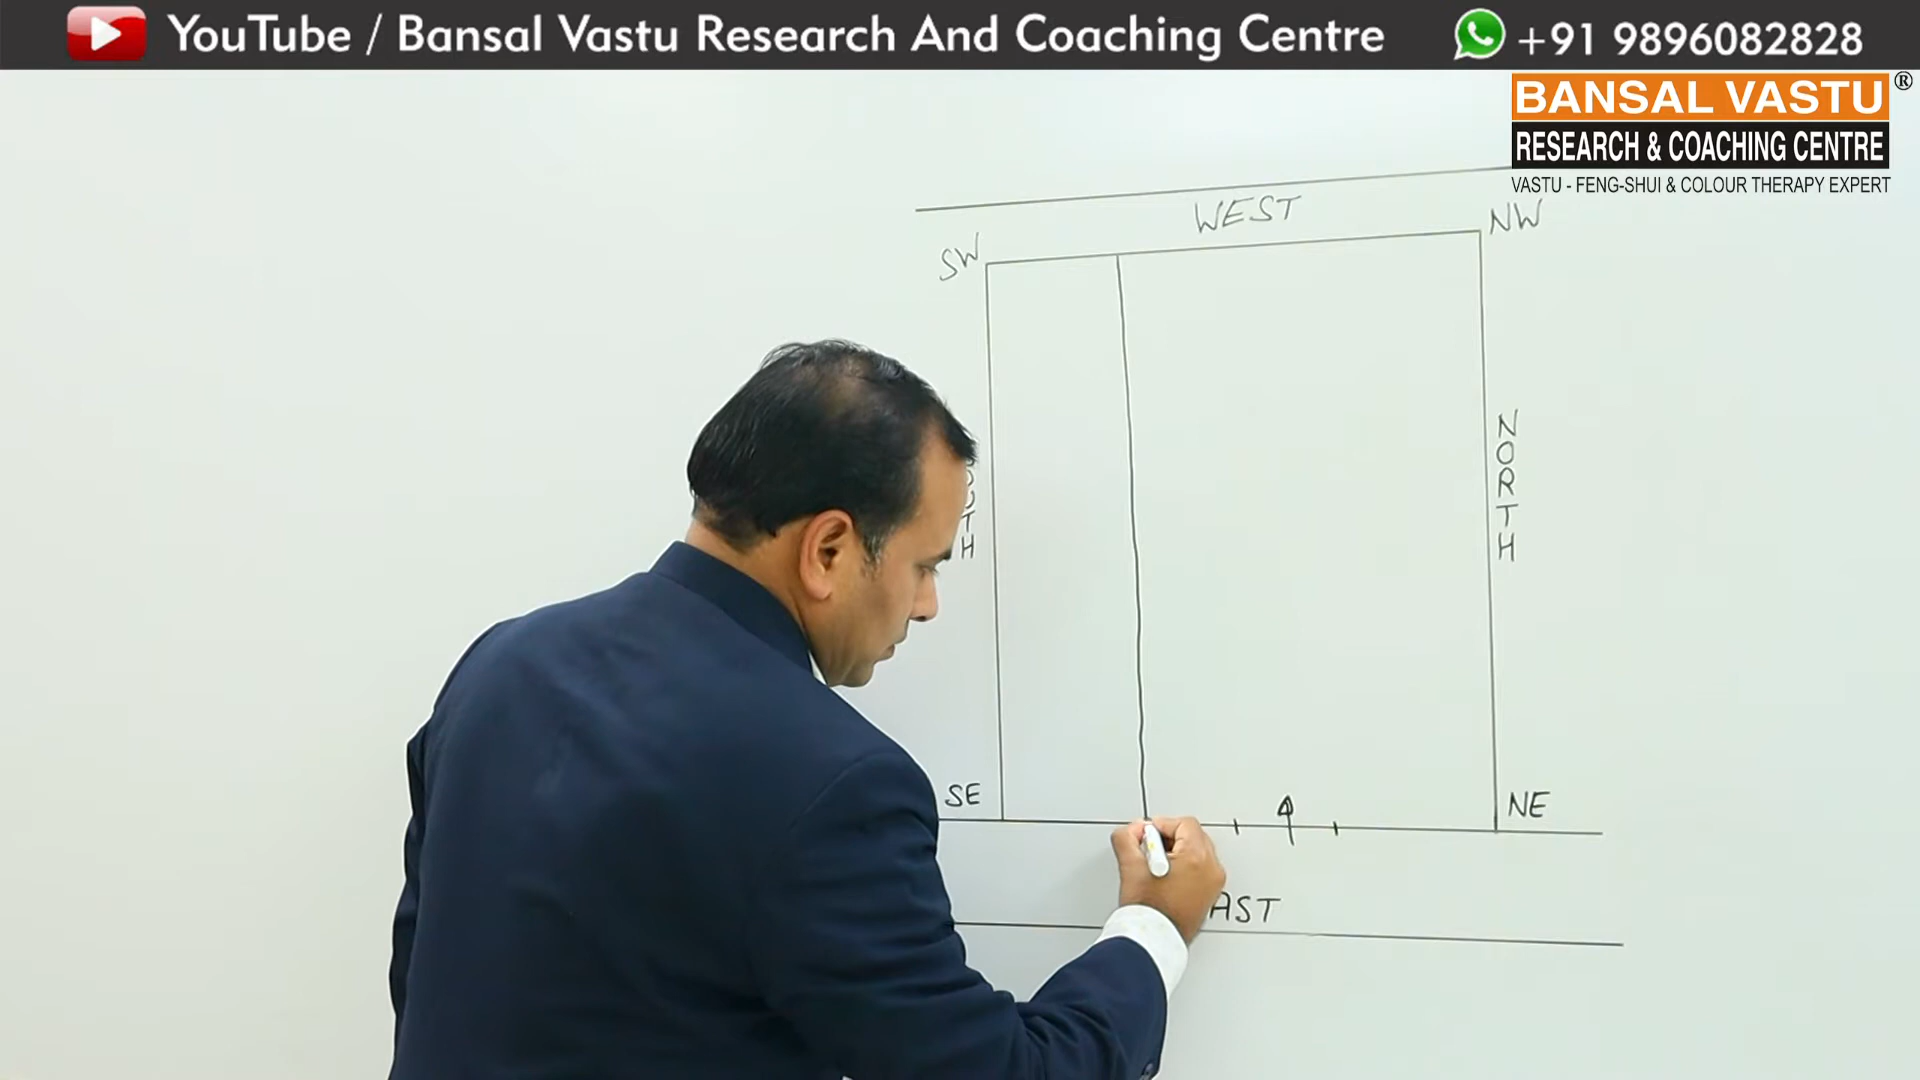 YouTube / Bansal Vastu Research And Coaching Centre
+91 9896082828
BANSAL VASTU ®
RESEARCH & COACHING CENTRE
VASTU - FENG-SHUI & COLOUR THERAPY EXPERT
WEST
SW
NW
UTH
NORTH
SE
NE
AST